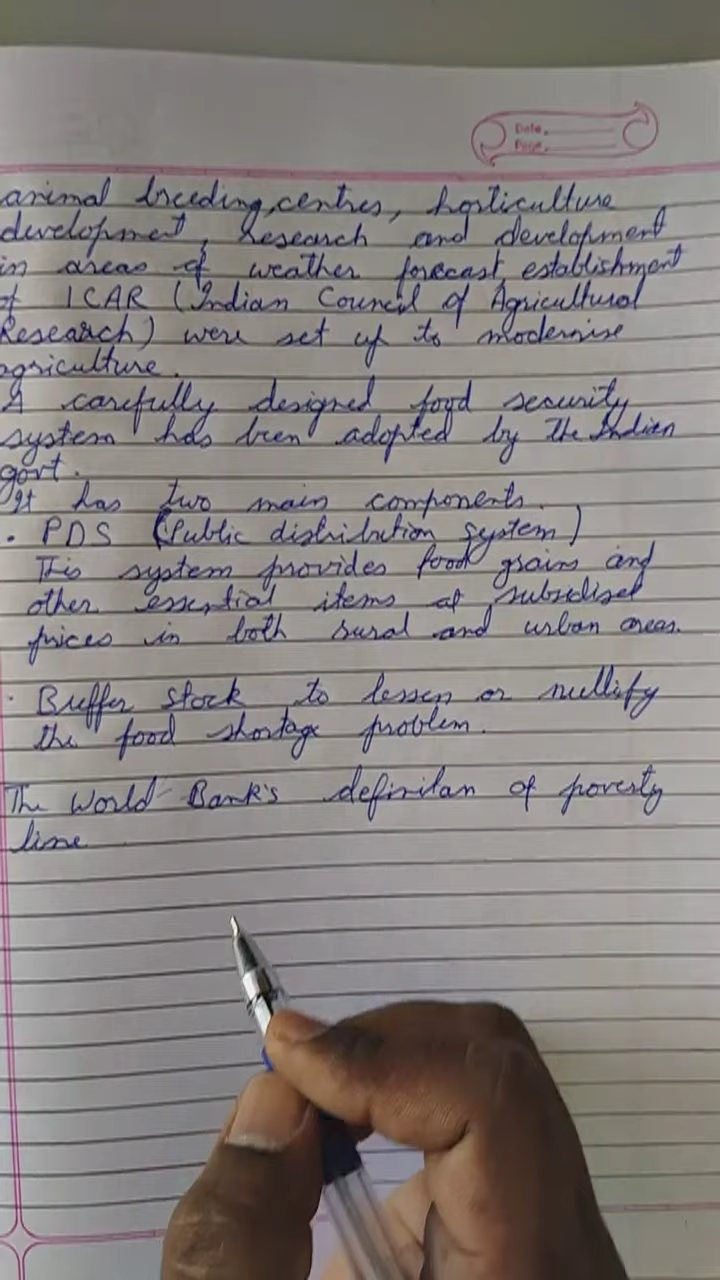 Date.
Page.
animal breeding, centres, horticulture
development, research and development
in areas of weather forecast, establishment
of ICAR (Indian Council of Agricultural
Research) were set up to modernise
agriculture.
A carefully designed food security
system has been adopted by the Indian
govt.
It has two main components.
• PDS (Public distribution system)
This system provides food grains and
other essential items at subsidised
prices in both rural and urban areas.
• Buffer stock to lessen or nullify
the food shortage problem.
The World Bank's definitan of poverty
line